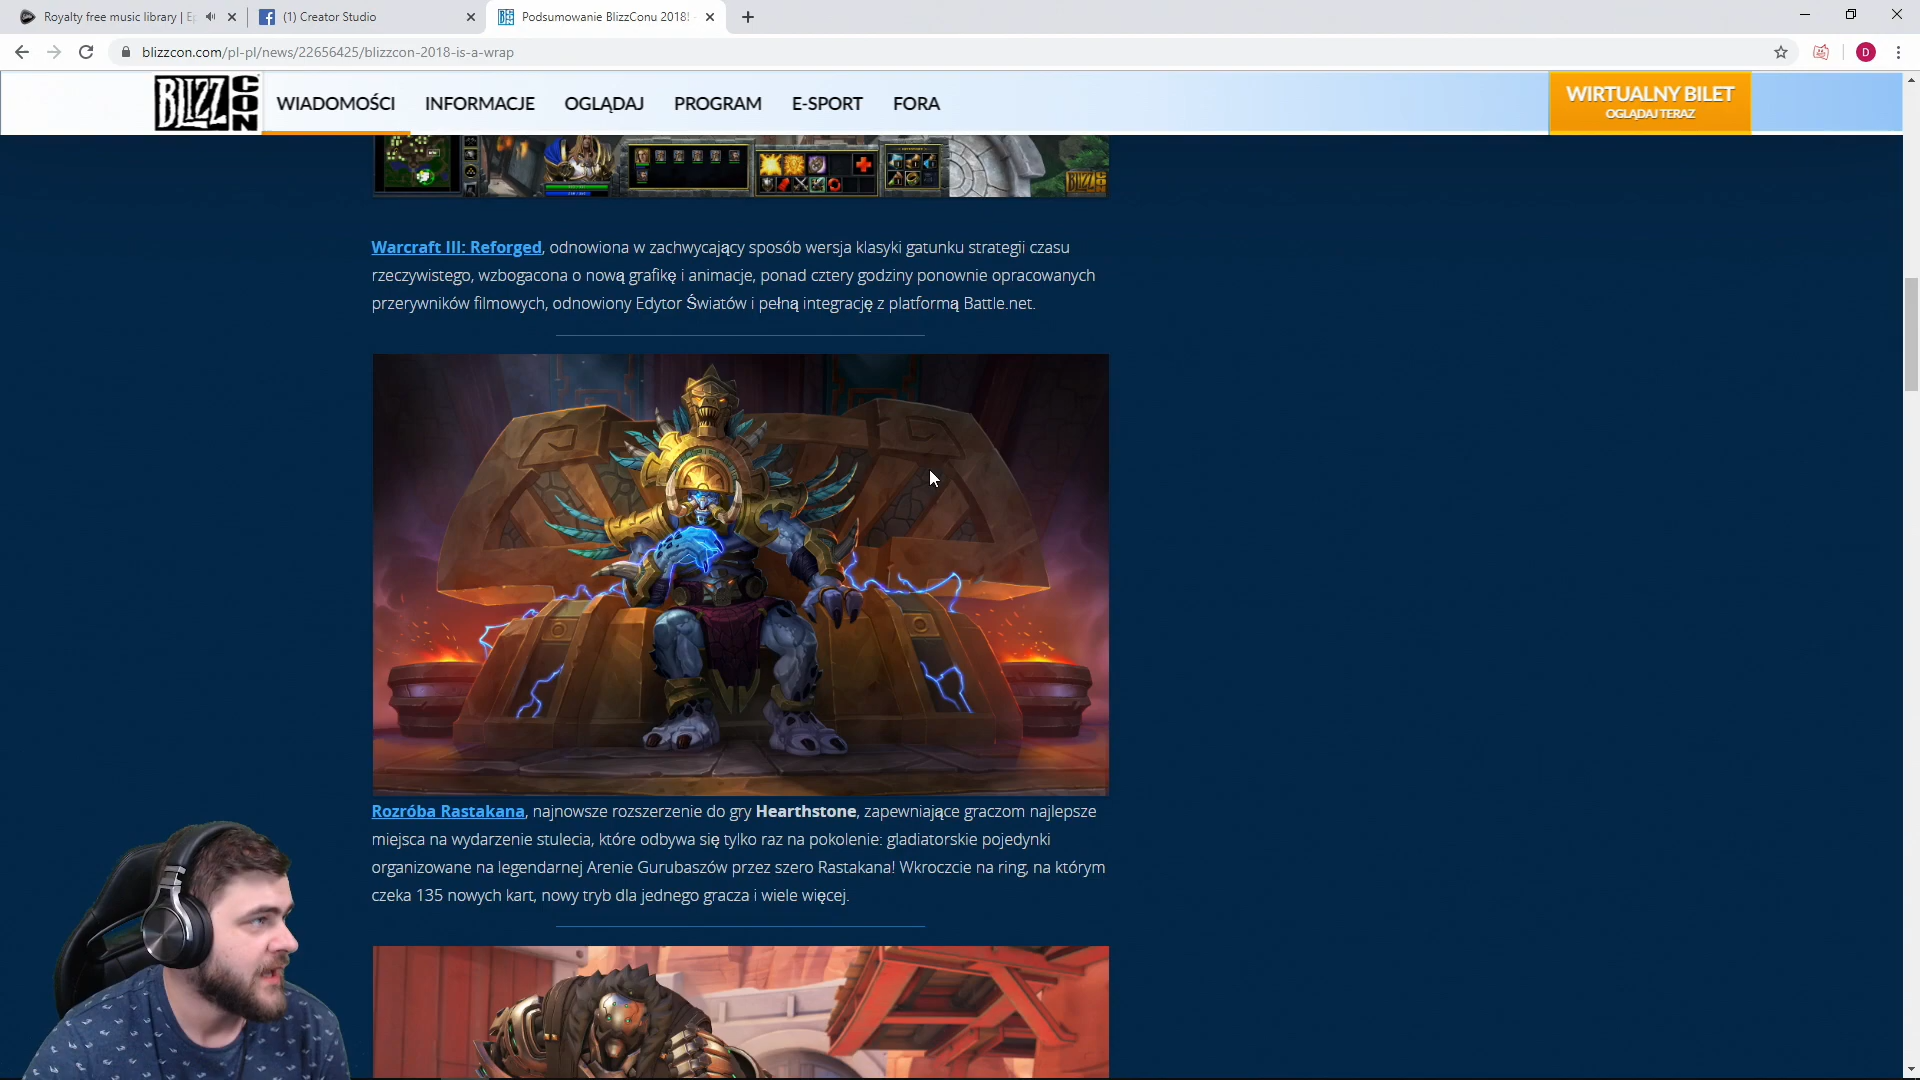 Royalty free music library | E
(1) Creator Studio
Podsumowanie BlizzConu 2018!
blizzcon.com/pl-pl/news/22656425/blizzcon-2018-is-a-wrap
D
BLIZZCON
WIADOMOŚCI
INFORMACJE
OGLĄDAJ
PROGRAM
E-SPORT
FORA
WIRTUALNY BILET
OGLĄDAJ TERAZ
Warcraft III: Reforged, odnowiona w zachwycający sposób wersja klasyki gatunku strategii czasu
rzeczywistego, wzbogacona o nową grafikę i animacje, ponad cztery godziny ponownie opracowanych
przerywników filmowych, odnowiony Edytor Światów i pełną integrację z platformą Battle.net.
Rozróba Rastakana, najnowsze rozszerzenie do gry Hearthstone, zapewniające graczom najlepsze
miejsca na wydarzenie stulecia, które odbywa się tylko raz na pokolenie: gladiatorskie pojedynki
organizowane na legendarnej Arenie Gurubaszów przez szero Rastakana! Wkroczcie na ring, na którym
czeka 135 nowych kart, nowy tryb dla jednego gracza i wiele więcej.